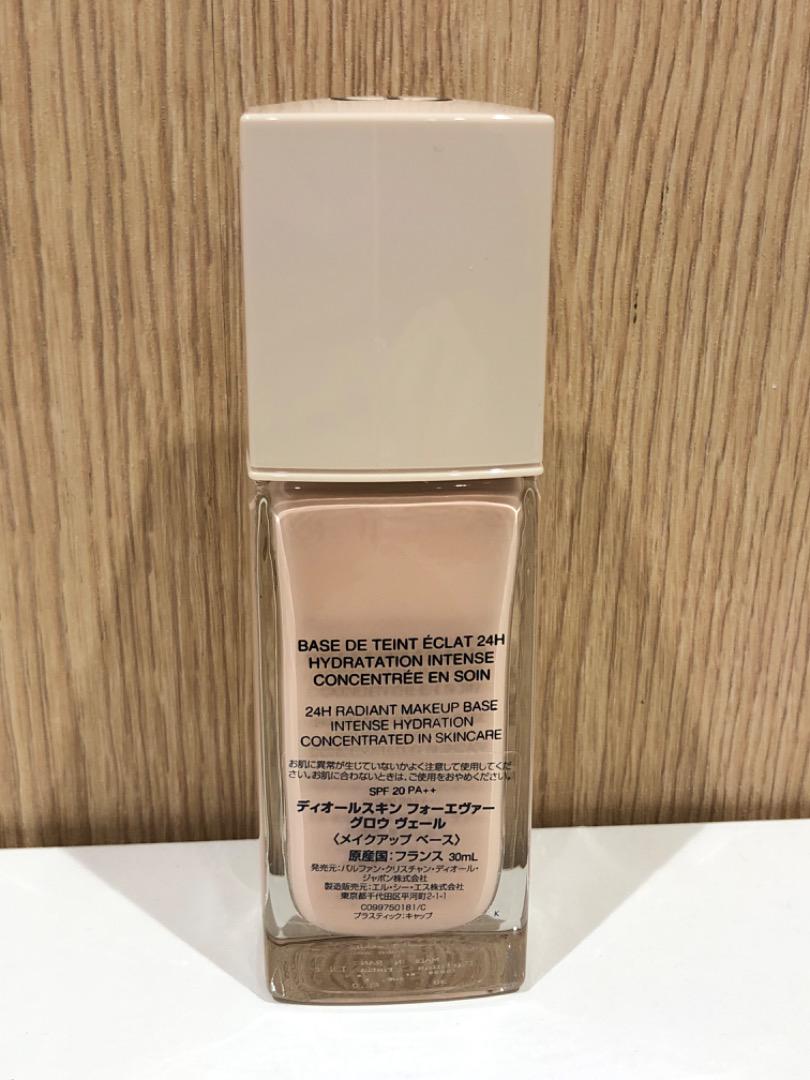 BASE DE TEINT ÉCLAT 24H
HYDRATATION INTENSE
CONCENTRÉE EN SOIN
24H RADIANT MAKEUP BASE
INTENSE HYDRATION
CONCENTRATED IN SKINCARE
お肌に異常が生じていないかよく注意して使用してくだ
さい。お肌に合わないときは、ご使用をおやめください。
SPF 20 PA++
ディオールスキン フォーエヴァー
グロウ ヴェール
〈メイクアップ ベース〉
原産国:フランス 30mL
発売元:パルファン・クリスチャン・ディオール・
ジャポン株式会社
製造販売元:エル・シー・エス株式会社
東京都千代田区平河町2-1-1
C099750181/C
プラスティック:キャップ
K